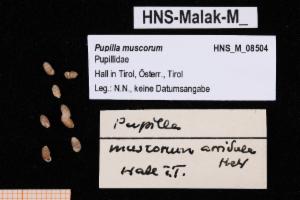 HNS-Malak-M_
Pupilla muscorum HNS_M_08504
Pupillidae
Hall in Tirol, Österr., Tirol
Leg.: N.N., keine Datumsangabe
Pupilla
muscorum
Hall i.T.